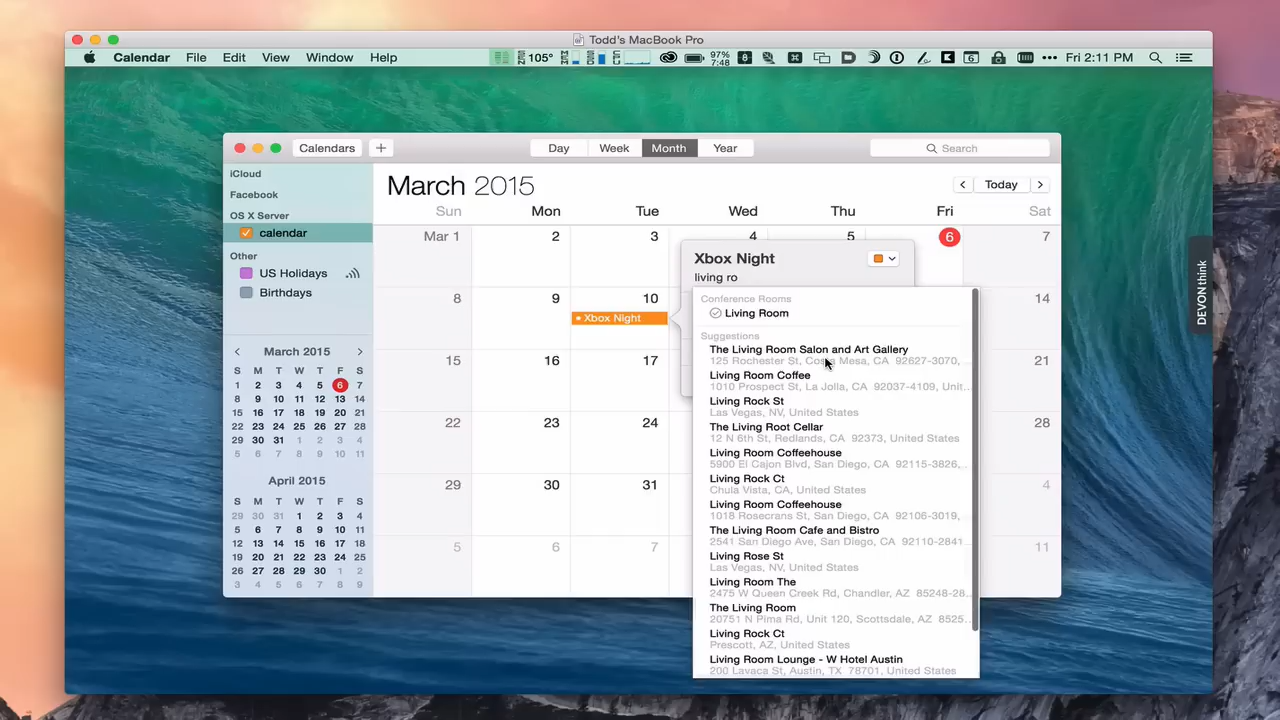 Todd's MacBook Pro
Calendar File Edit View Window Help
105° 97% 7:48 Fri 2:11 PM
Calendars + Day Week Month Year Search
iCloud
Facebook
OS X Server
calendar
Other
US Holidays
Birthdays
March 2015
Today
Sun Mon Tue Wed Thu Fri Sat
Mar 1 2 3 4 5 6 7
8 9 10 14
Xbox Night
15 16 17 21
22 23 24 28
29 30 31 4
5 6 7 11
Xbox Night
living ro
Conference Rooms
Living Room
Suggestions
The Living Room Salon and Art Gallery
125 Rochester St, Costa Mesa, CA 92627-3070,
Living Room Coffee
1010 Prospect St, La Jolla, CA 92037-4109, Unit...
Living Rock St
Las Vegas, NV, United States
The Living Root Cellar
12 N 6th St, Redlands, CA 92373, United States
Living Room Coffeehouse
5900 El Cajon Blvd, San Diego, CA 92115-3826,..
Living Rock Ct
Chula Vista, CA, United States
Living Room Coffeehouse
1018 Rosecrans St, San Diego, CA 92106-3019,
The Living Room Cafe and Bistro
2541 San Diego Ave, San Diego, CA 92110-2841
Living Rose St
Las Vegas, NV, United States
Living Room The
2475 W Queen Creek Rd, Chandler, AZ 85248-28...
The Living Room
20751 N Pima Rd, Unit 120, Scottsdale, AZ 8525...
Living Rock Ct
Prescott, AZ, United States
Living Room Lounge - W Hotel Austin
200 Lavaca St, Austin, TX 78701, United States
March 2015
S M T W T F S
1 2 3 4 5 6 7
8 9 10 11 12 13 14
15 16 17 18 19 20 21
22 23 24 25 26 27 28
29 30 31 1 2 3 4
5 6 7 8 9 10 11
April 2015
S M T W T F S
29 30 31 1 2 3 4
5 6 7 8 9 10 11
12 13 14 15 16 17 18
19 20 21 22 23 24 25
26 27 28 29 30 1 2
3 4 5 6 7 8 9
DEVONthink